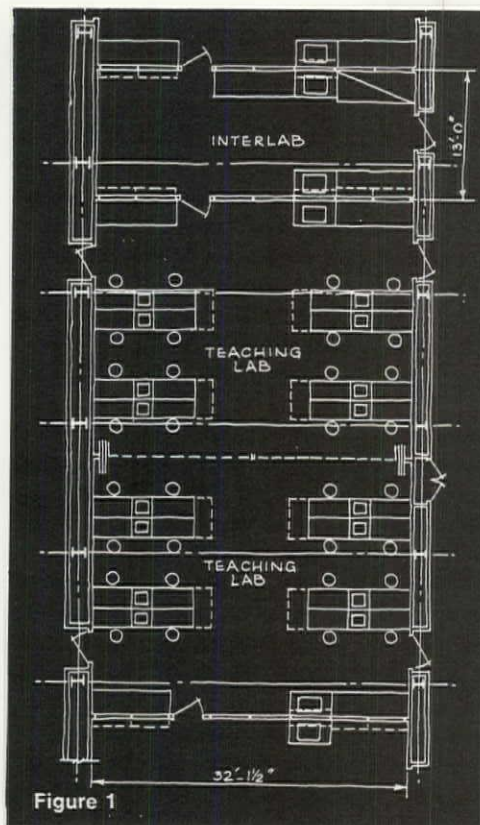 INTERLAB
13'-0"
TEACHING
LAB
TEACHING
LAB
32'-1½"
Figure 1